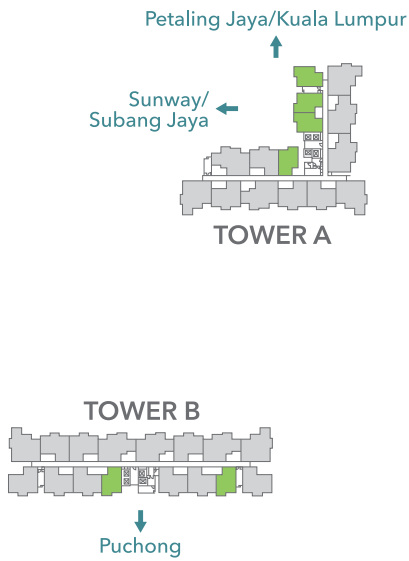 Petaling Jaya/Kuala Lumpur
Sunway/
Subang Jaya
TOWER A
TOWER B
Puchong